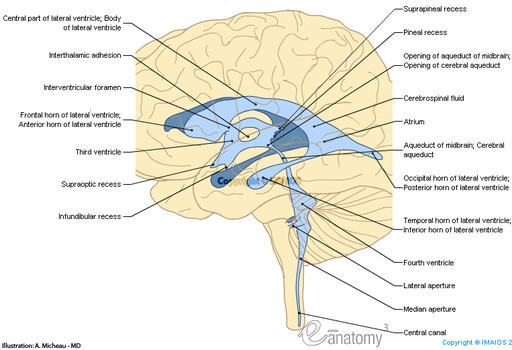 Central part of lateral ventricle; Body
of lateral ventricle
Interthalamic adhesion
Interventricular foramen
Frontal horn of lateral ventricle;
Anterior horn of lateral ventricle
Third ventricle
Supraoptic recess
Infundibular recess
Suprapineal recess
Pineal recess
Opening of aqueduct of midbrain;
Opening of cerebral aqueduct
Cerebrospinal fluid
Atrium
Aqueduct of midbrain; Cerebral
aqueduct
Occipital horn of lateral ventricle;
Posterior horn of lateral ventricle
Temporal horn of lateral ventricle;
Inferior horn of lateral ventricle
Fourth ventricle
Lateral aperture
Median aperture
Central canal
e-anatomy 3
Illustration: A. Micheau - MD
Copyright © IMAIOS 2